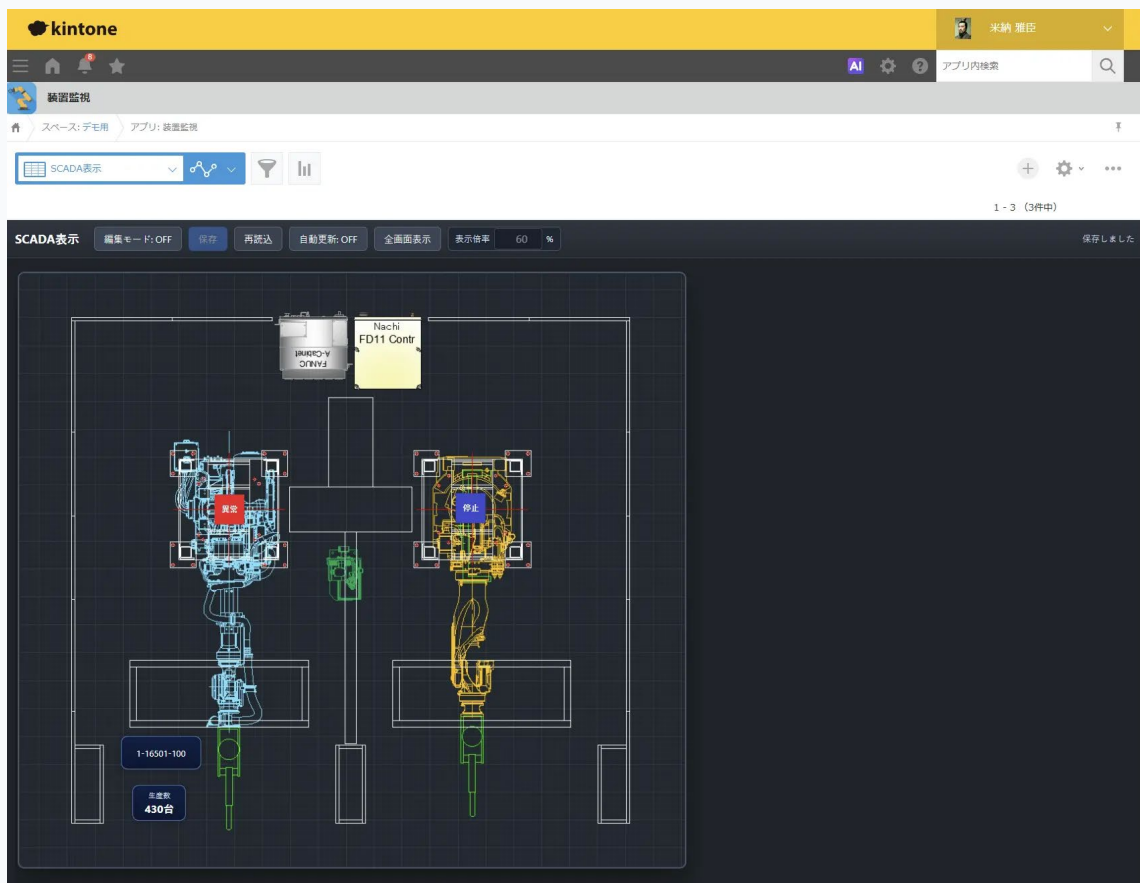 kintone
米納 雅臣
8
AI
アプリ内検索
装置監視
スペース: デモ用
アプリ: 装置監視
SCADA表示
1 - 3 (3件中)
SCADA表示
編集モード: OFF
保存
再読込
自動更新: OFF
全画面表示
表示倍率
60
%
保存しました
Nachi
FD11 Contr
FANUC
A-Cabinet
異常
停止
1-16501-100
生産数
430台